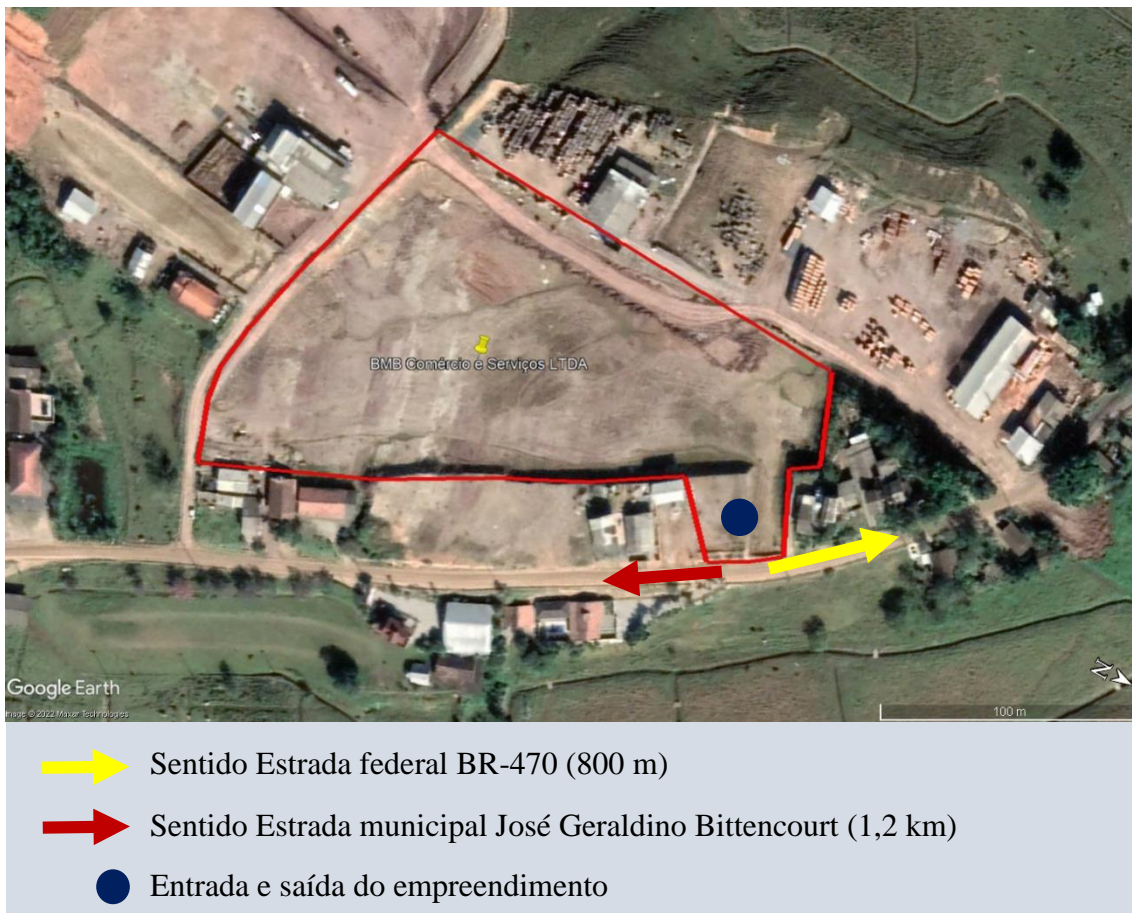 BMB Comércio e Serviços LTDA
N
Google Earth
Image © 2022 Maxar Technologies
100 m
Sentido Estrada federal BR-470 (800 m)
Sentido Estrada municipal José Geraldino Bittencourt (1,2 km)
Entrada e saída do empreendimento